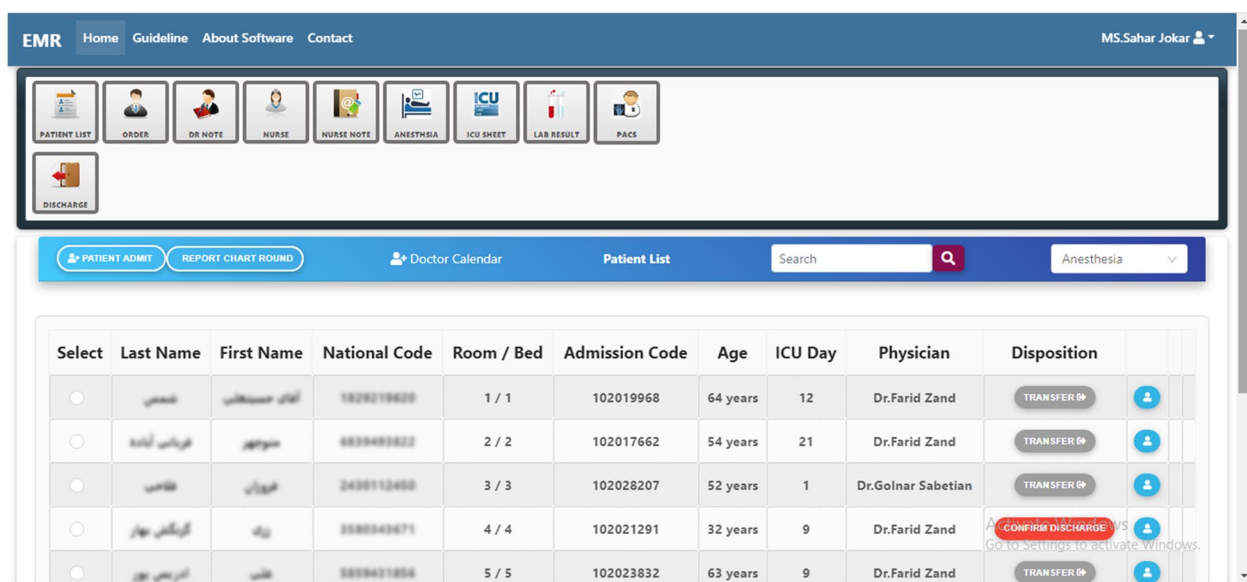 EMR Home Guideline About Software Contact MS.Sahar Jokar
PATIENT LIST ORDER DR NOTE NURSE NURSE NOTE ANESTHSIA ICU ICU SHEET LAB RESULT PACS
DISCHARGE
PATIENT ADMIT REPORT CHART ROUND Doctor Calendar Patient List Search Anesthesia
Select Last Name First Name National Code Room / Bed Admission Code Age ICU Day Physician Disposition
1 / 1 102019968 64 years 12 Dr.Farid Zand TRANSFER
2 / 2 102017662 54 years 21 Dr.Farid Zand TRANSFER
3 / 3 102028207 52 years 1 Dr.Golnar Sabetian TRANSFER
4 / 4 102021291 32 years 9 Dr.Farid Zand CONFIRM DISCHARGE
Activate Windows
Go to Settings to activate Windows.
5 / 5 102023832 63 years 9 Dr.Farid Zand TRANSFER